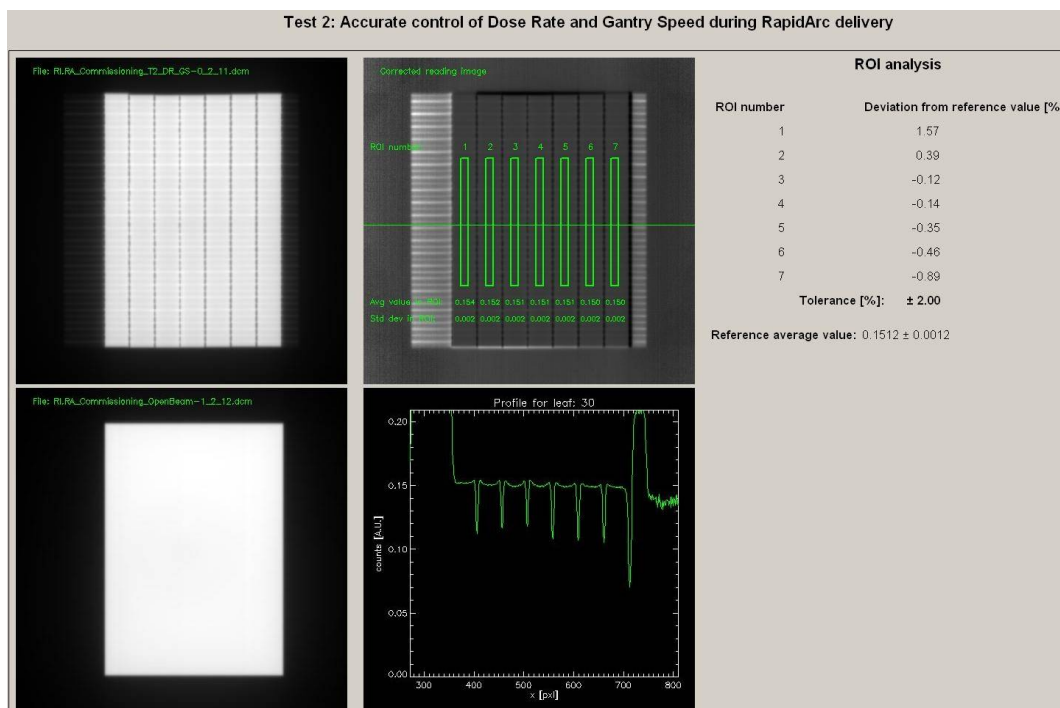 Test 2: Accurate control of Dose Rate and Gantry Speed during RapidArc delivery
File: RI.RA_Commissioning_T2_DR_GS-0_2_11.dcm
Corrected reading image
ROI number 1 2 3 4 5 6 7
Avg value in ROI: 0.154 0.152 0.151 0.151 0.151 0.150 0.150
Std dev in 0.002 0.002 0.002 0.002 0.002 0.002 0.002
ROI analysis
ROI number Deviation from reference value [%
1 1.57
2 0.39
3 -0.12
4 -0.14
5 -0.35
6 -0.46
7 -0.89
Tolerance [%]: ± 2.00
Reference average value: 0.1512 ± 0.0012
File: RI.RA_Commissioning_OpenBeam-1_2_12.dcm
Profile for leaf: 30
counts [A.U.]
0.20
0.15
0.10
0.05
0.00
300 400 500 600 700 800
x [pxl]